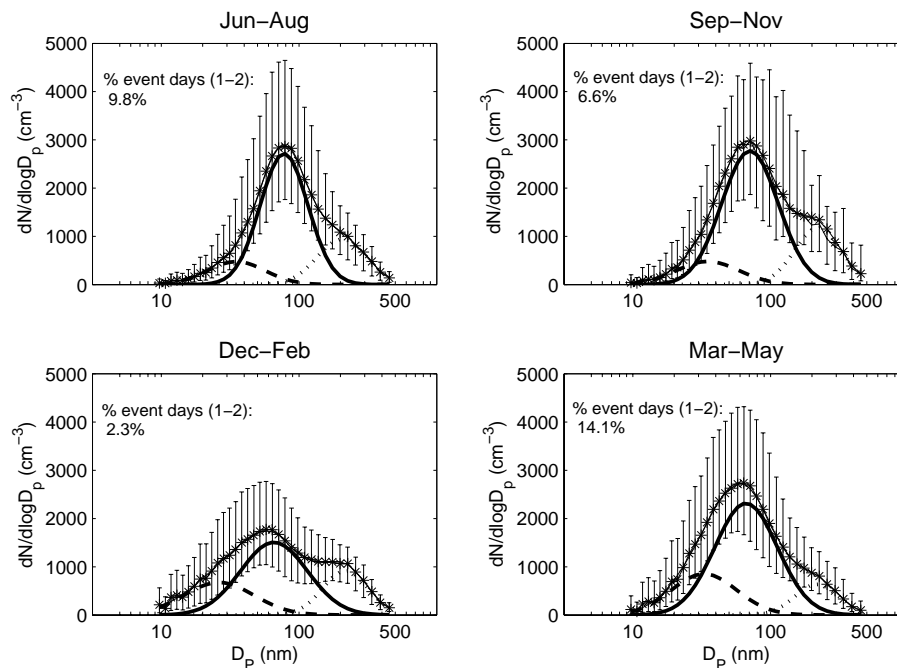 Jun−Aug
5000
4000
3000
2000
1000
0
dN/dlogD_p (cm⁻³)
% event days (1−2):
9.8%
10
100
500
Sep−Nov
5000
4000
3000
2000
1000
0
dN/dlogD_p (cm⁻³)
% event days (1−2):
6.6%
10
100
500
Dec−Feb
5000
4000
3000
2000
1000
0
dN/dlogD_p (cm⁻³)
% event days (1−2):
2.3%
10
100
500
D_P (nm)
Mar−May
5000
4000
3000
2000
1000
0
dN/dlogD_p (cm⁻³)
% event days (1−2):
14.1%
10
100
500
D_P (nm)